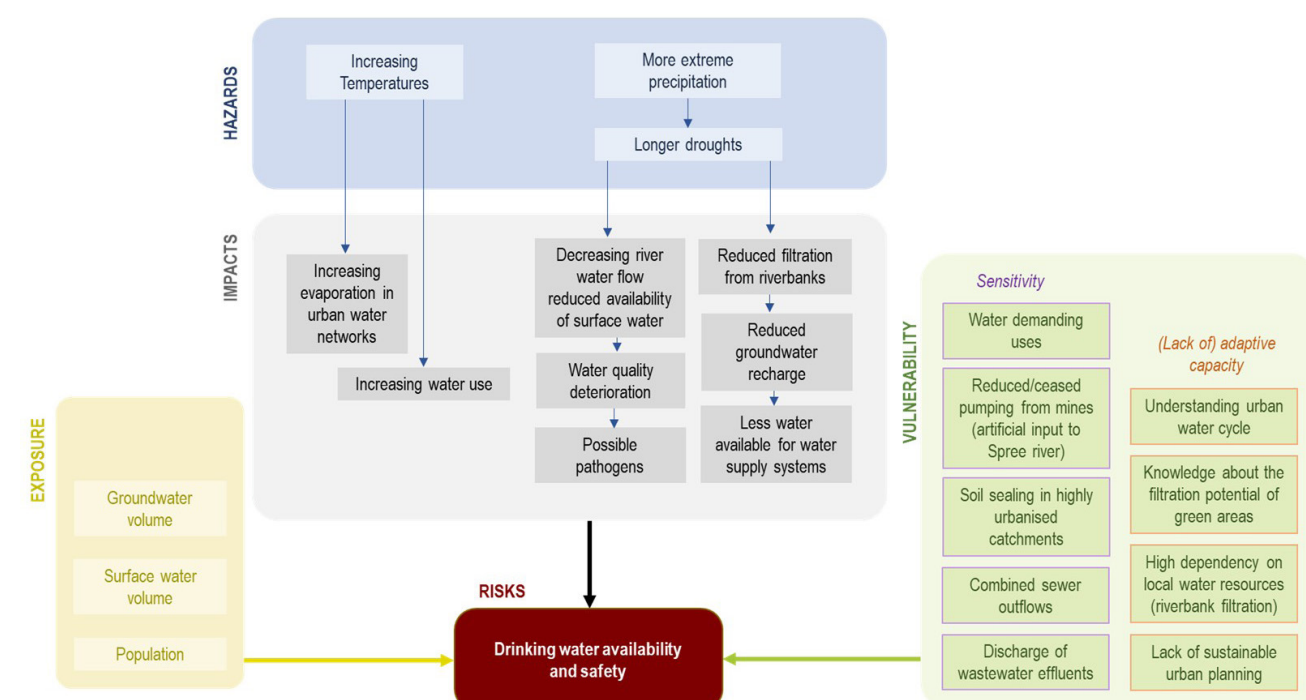 HAZARDS
Increasing
Temperatures
More extreme
precipitation
Longer droughts
IMPACTS
Increasing
evaporation in
urban water
networks
Increasing water use
Decreasing river
water flow
reduced availability
of surface water
Water quality
deterioration
Possible
pathogens
Reduced filtration
from riverbanks
Reduced
groundwater
recharge
Less water
available for water
supply systems
EXPOSURE
Groundwater
volume
Surface water
volume
Population
RISKS
Drinking water availability
and safety
VULNERABILITY
Sensitivity
Water demanding
uses
Reduced/ceased
pumping from mines
(artificial input to
Spree river)
Soil sealing in highly
urbanised
catchments
Combined sewer
outflows
Discharge of
wastewater effluents
(Lack of) adaptive
capacity
Understanding urban
water cycle
Knowledge about the
filtration potential of
green areas
High dependency on
local water resources
(riverbank filtration)
Lack of sustainable
urban planning